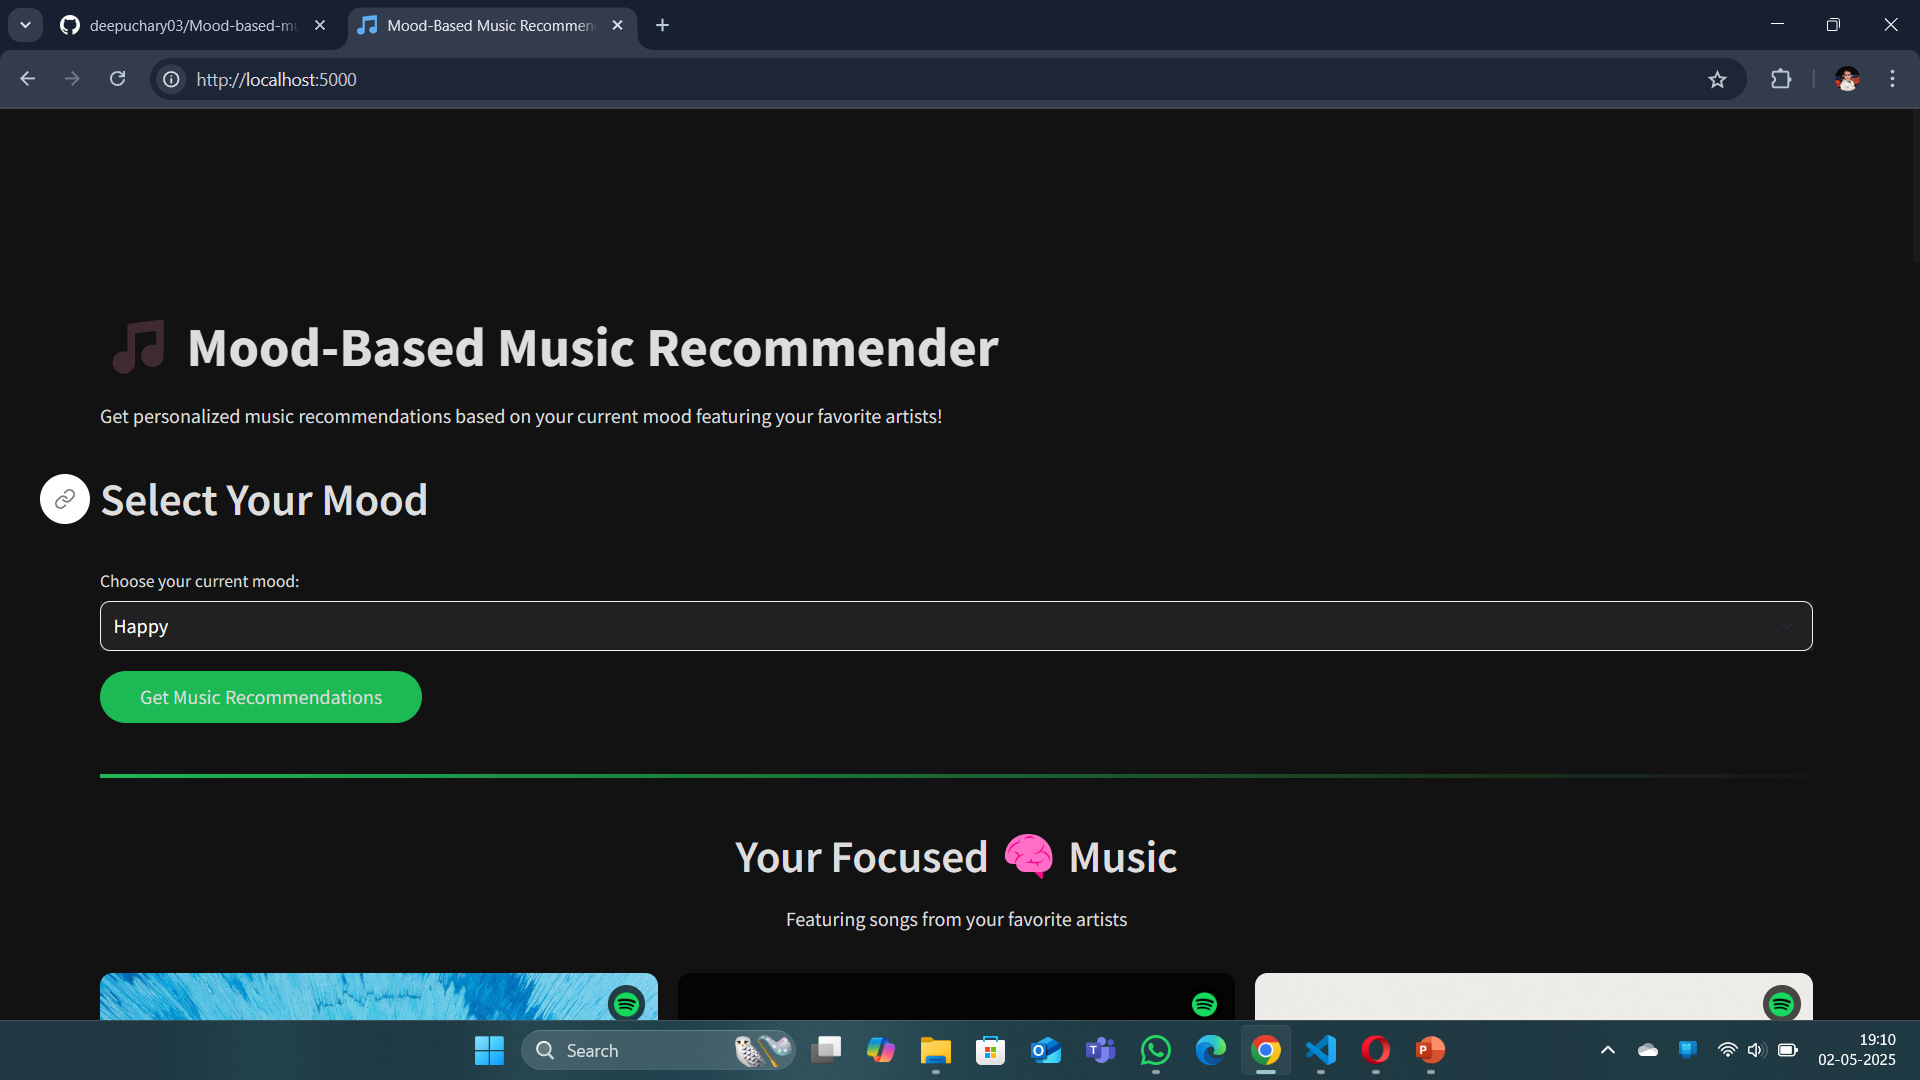 deepuchary03/Mood-based-mu
Mood-Based Music Recommen
http://localhost:5000
Mood-Based Music Recommender
Get personalized music recommendations based on your current mood featuring your favorite artists!
Select Your Mood
Choose your current mood:
Happy
Get Music Recommendations
Your Focused 🧠 Music
Featuring songs from your favorite artists
Search
19:10
02-05-2025